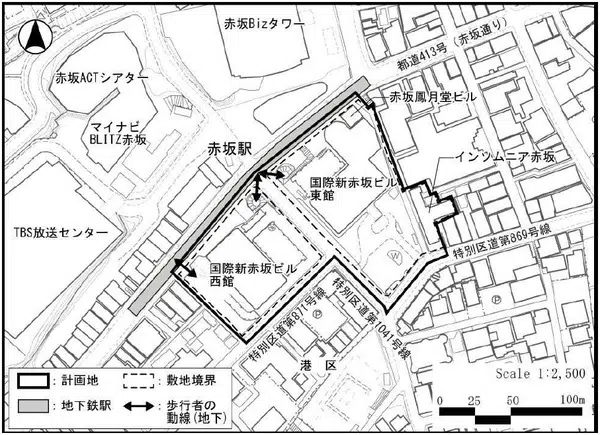 赤坂Bizタワー
都道413号(赤坂通り)
赤坂ACTシアター
赤坂鳳月堂ビル
マイナビ
BLITZ赤坂
赤坂駅
インソムニア赤坂
国際新赤坂ビル
東館
TBS放送センター
特別区道第869号線
国際新赤坂ビル
西館
特別区道第871号線
特別区道第1041号線
港区
P
P
:計画地
:敷地境界
:地下鉄駅
:歩行者の
動線(地下)
Scale 1:2,500
0
25
50
100m